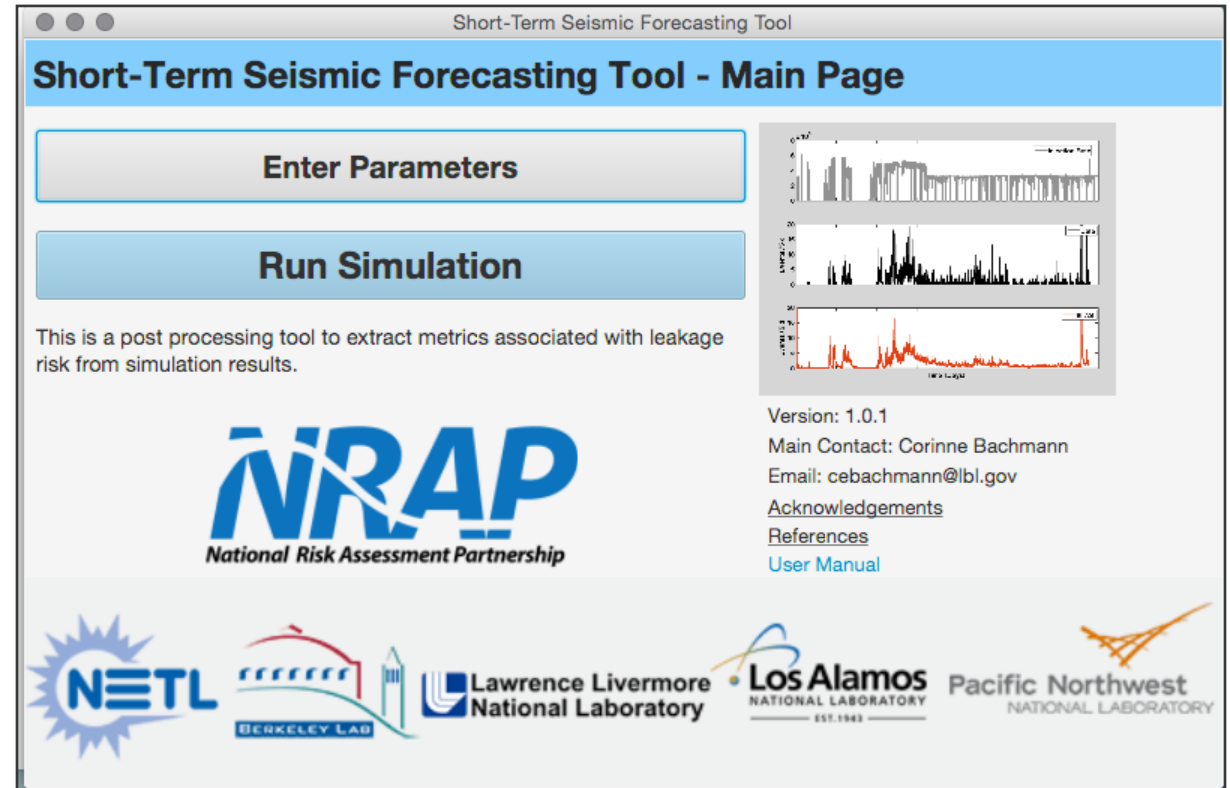 Short-Term Seismic Forecasting Tool
Short-Term Seismic Forecasting Tool - Main Page
Enter Parameters
Run Simulation
This is a post processing tool to extract metrics associated with leakage
risk from simulation results.
NRAP
National Risk Assessment Partnership
Version: 1.0.1
Main Contact: Corinne Bachmann
Email: cebachmann@lbl.gov
Acknowledgements
References
User Manual
NETL
BERKELEY LAB
Lawrence Livermore
National Laboratory
Los Alamos
NATIONAL LABORATORY
EST.1943
Pacific Northwest
NATIONAL LABORATORY